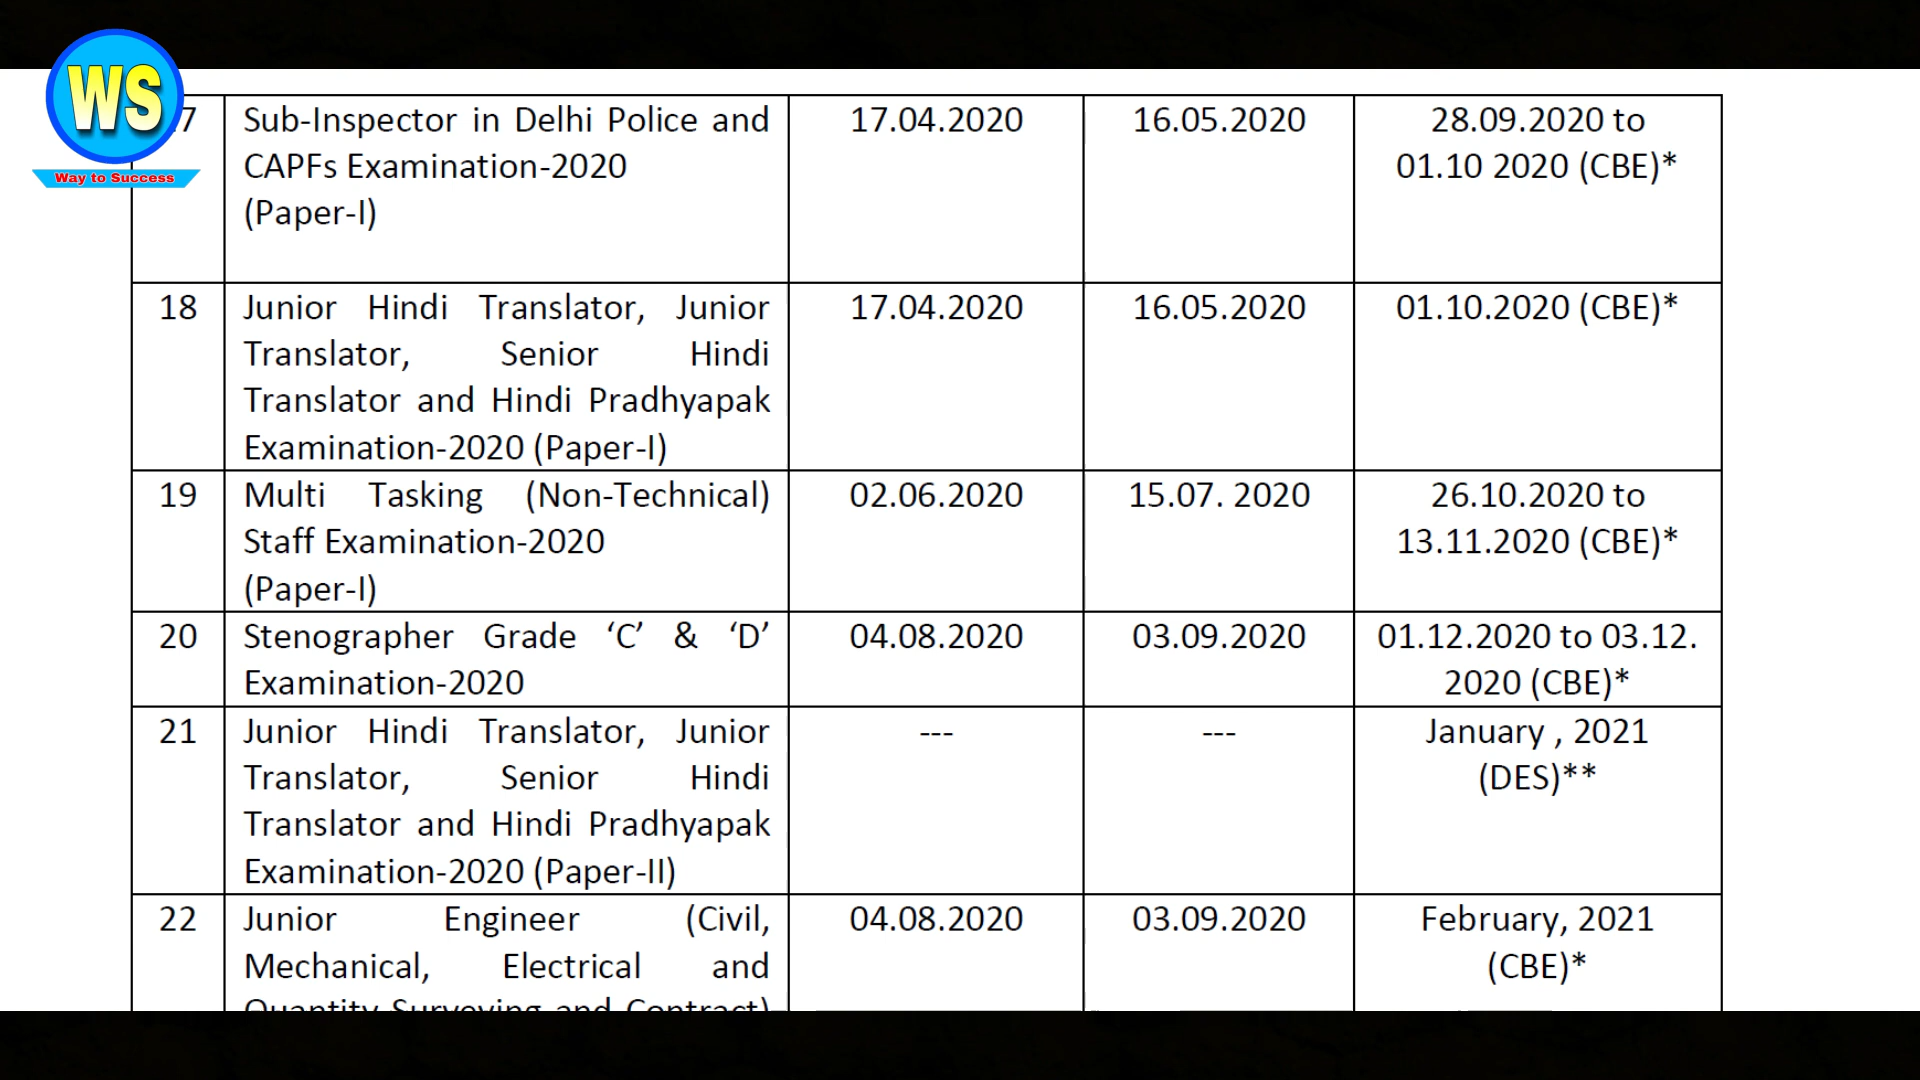 WS
Way to Success
7 Sub-Inspector in Delhi Police and 17.04.2020 16.05.2020 28.09.2020 to
CAPFs Examination-2020 01.10 2020 (CBE)*
(Paper-I)
18 Junior Hindi Translator, Junior 17.04.2020 16.05.2020 01.10.2020 (CBE)*
Translator, Senior Hindi
Translator and Hindi Pradhyapak
Examination-2020 (Paper-I)
19 Multi Tasking (Non-Technical) 02.06.2020 15.07. 2020 26.10.2020 to
Staff Examination-2020 13.11.2020 (CBE)*
(Paper-I)
20 Stenographer Grade ‘C’ & ‘D’ 04.08.2020 03.09.2020 01.12.2020 to 03.12.
Examination-2020 2020 (CBE)*
21 Junior Hindi Translator, Junior --- --- January , 2021
Translator, Senior Hindi (DES)**
Translator and Hindi Pradhyapak
Examination-2020 (Paper-II)
22 Junior Engineer (Civil, 04.08.2020 03.09.2020 February, 2021
Mechanical, Electrical and (CBE)*
Quantity Surveying and Contract)